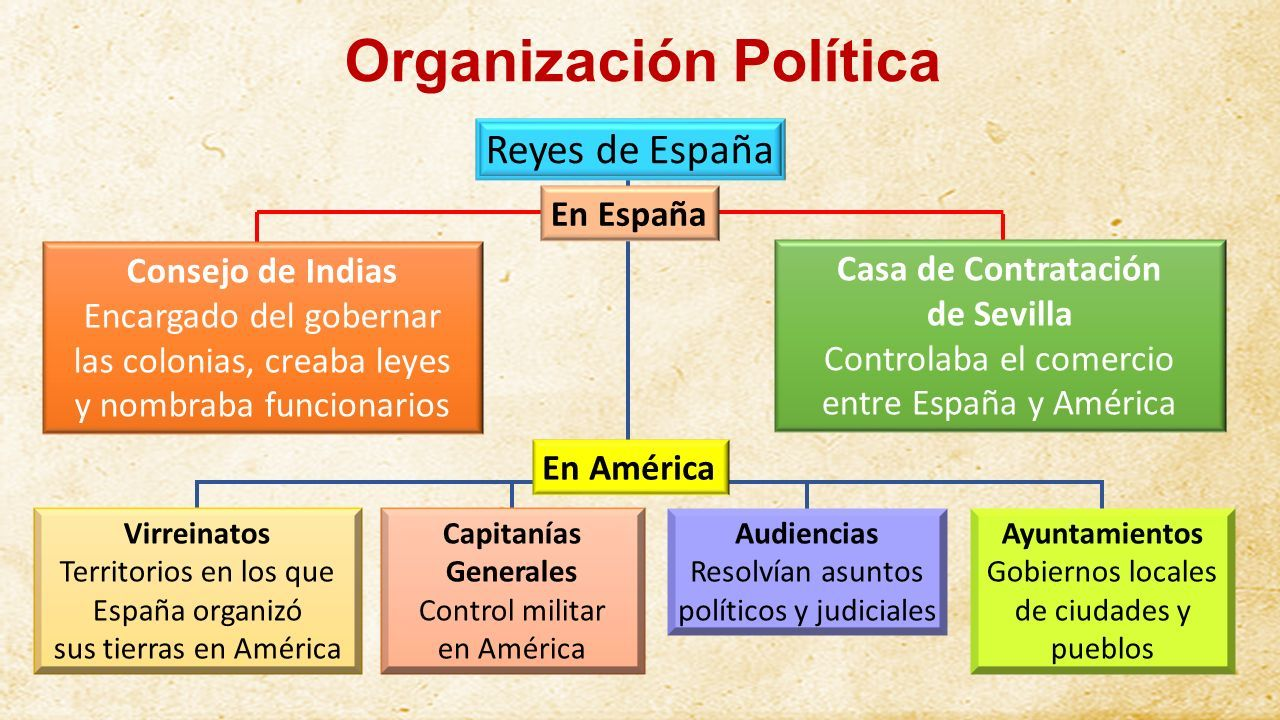 Organización Política
Reyes de España
En España
Consejo de Indias
Encargado del gobernar
las colonias, creaba leyes
y nombraba funcionarios
Casa de Contratación
de Sevilla
Controlaba el comercio
entre España y América
En América
Virreinatos
Territorios en los que
España organizó
sus tierras en América
Capitanías
Generales
Control militar
en América
Audiencias
Resolvían asuntos
políticos y judiciales
Ayuntamientos
Gobiernos locales
de ciudades y
pueblos